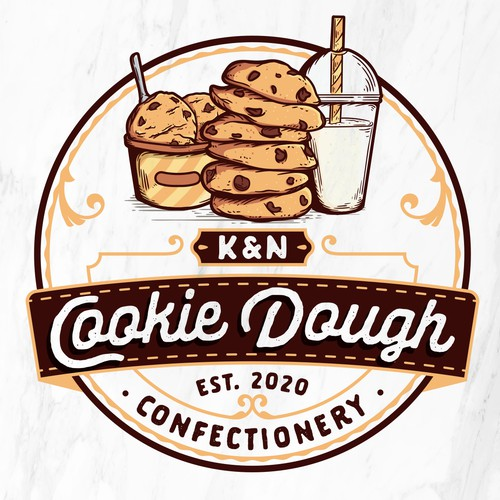 K&N
Cookie Dough
EST. 2020
• CONFECTIONERY •